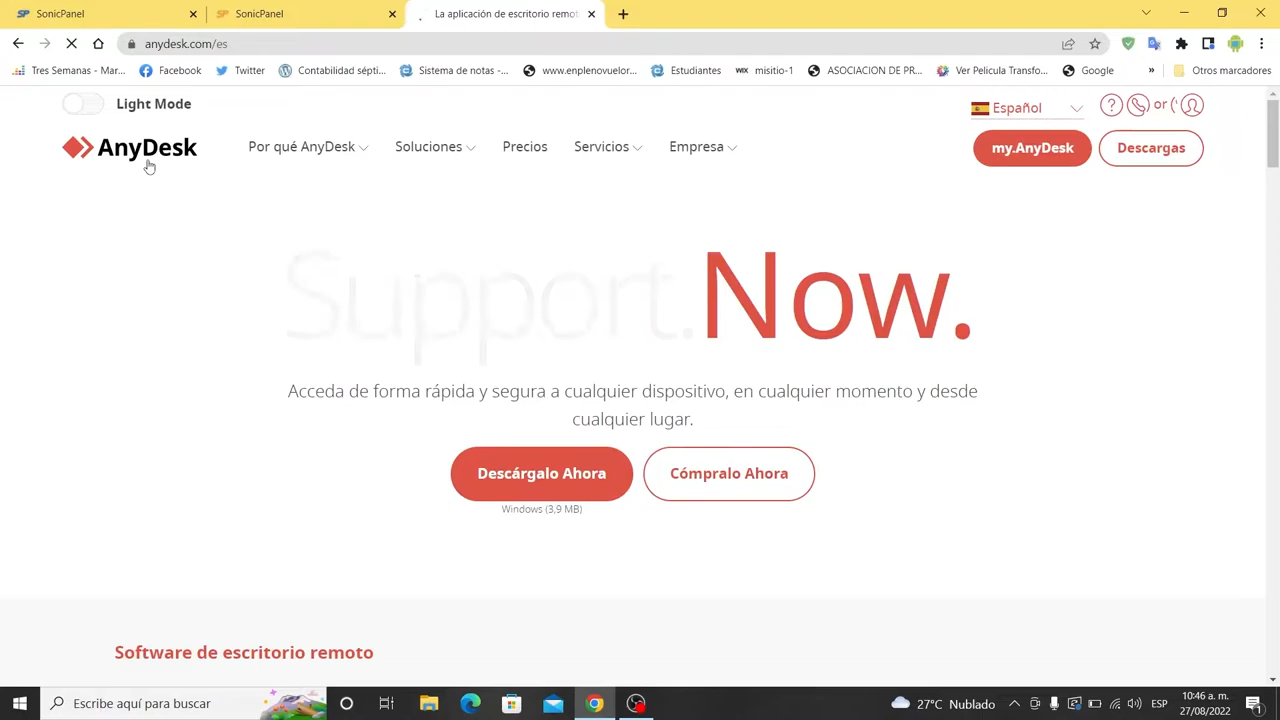 SonicPanel
SonicPanel
La aplicación de escritorio remot
anydesk.com/es
Tres Semanas - Mar...
Facebook
Twitter
Contabilidad sépti...
Sistema de notas -...
www.enplenovuelor...
Estudiantes
WIX misitio-1
ASOCIACION DE PR...
Ver Pelicula Transfo...
Google
»
Otros marcadores
Light Mode
Español
? or (
AnyDesk
Por qué AnyDesk
Soluciones
Precios
Servicios
Empresa
my.AnyDesk
Descargas
Support.Now.
Acceda de forma rápida y segura a cualquier dispositivo, en cualquier momento y desde
cualquier lugar.
Descárgalo Ahora
Cómpralo Ahora
Windows (3,9 MB)
Software de escritorio remoto
Escribe aquí para buscar
27°C Nublado
ESP
10:46 a. m.
27/08/2022
1